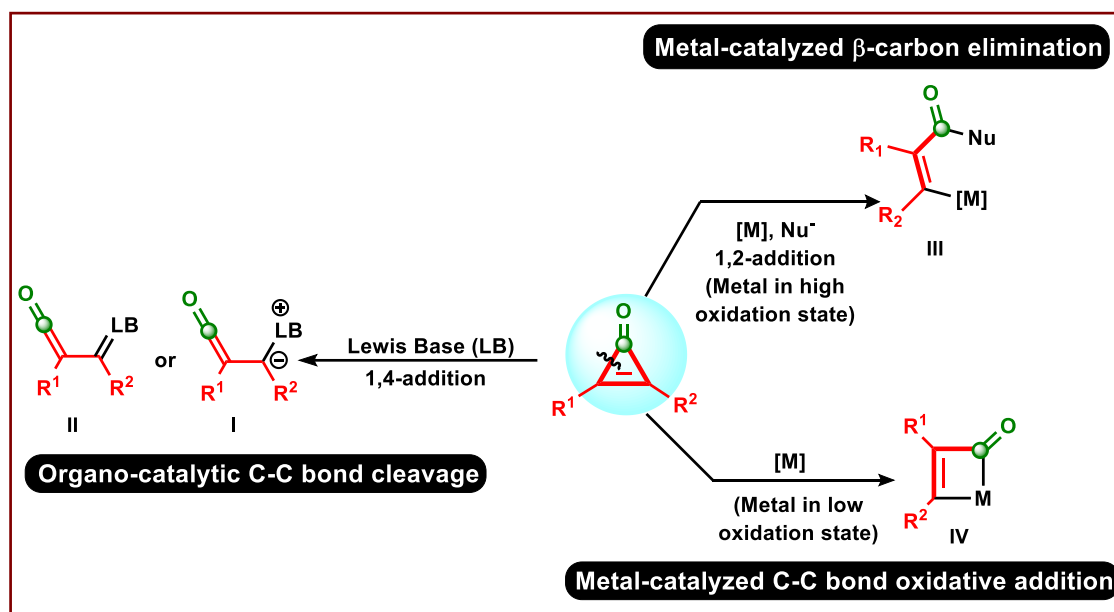 Metal-catalyzed β-carbon elimination
O
Nu
R1
[M]
R2
III
[M], Nu-
1,2-addition
(Metal in high
oxidation state)
O
LB
R1
R2
II
or
O
⊕
LB
⊖
R1
R2
I
Lewis Base (LB)
1,4-addition
O
R1
R2
Organo-catalytic C-C bond cleavage
[M]
(Metal in low
oxidation state)
R1
O
R2
M
IV
Metal-catalyzed C-C bond oxidative addition